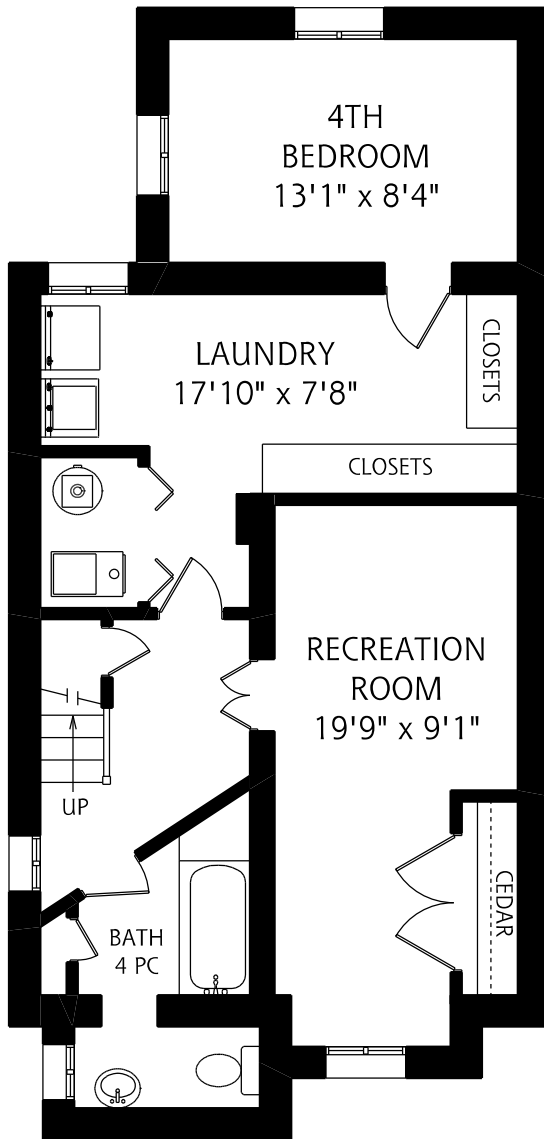 4TH
BEDROOM
13'1" x 8'4"
LAUNDRY
17'10" x 7'8"
CLOSETS
CLOSETS
RECREATION
ROOM
19'9" x 9'1"
UP
CEDAR
BATH
4 PC